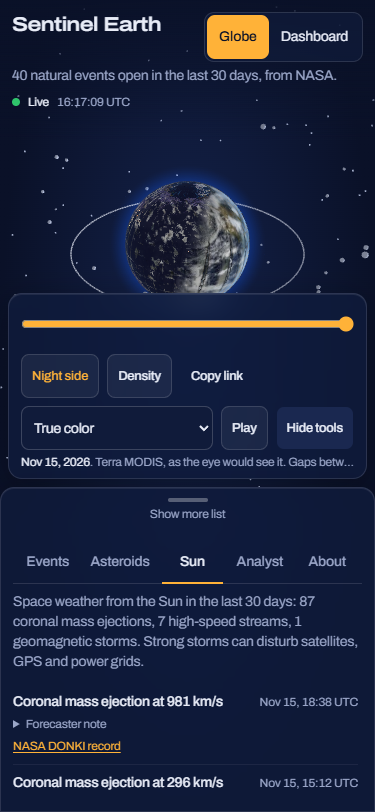 Sentinel Earth
Globe
Dashboard
40 natural events open in the last 30 days, from NASA.
Live 16:17:09 UTC
Night side
Density
Copy link
True color
Play
Hide tools
Nov 15, 2026. Terra MODIS, as the eye would see it. Gaps betw...
Show more list
Events
Asteroids
Sun
Analyst
About
Space weather from the Sun in the last 30 days: 87
coronal mass ejections, 7 high-speed streams, 1
geomagnetic storms. Strong storms can disturb satellites,
GPS and power grids.
Coronal mass ejection at 981 km/s
Nov 15, 18:38 UTC
Forecaster note
NASA DONKI record
Coronal mass ejection at 296 km/s
Nov 15, 15:12 UTC